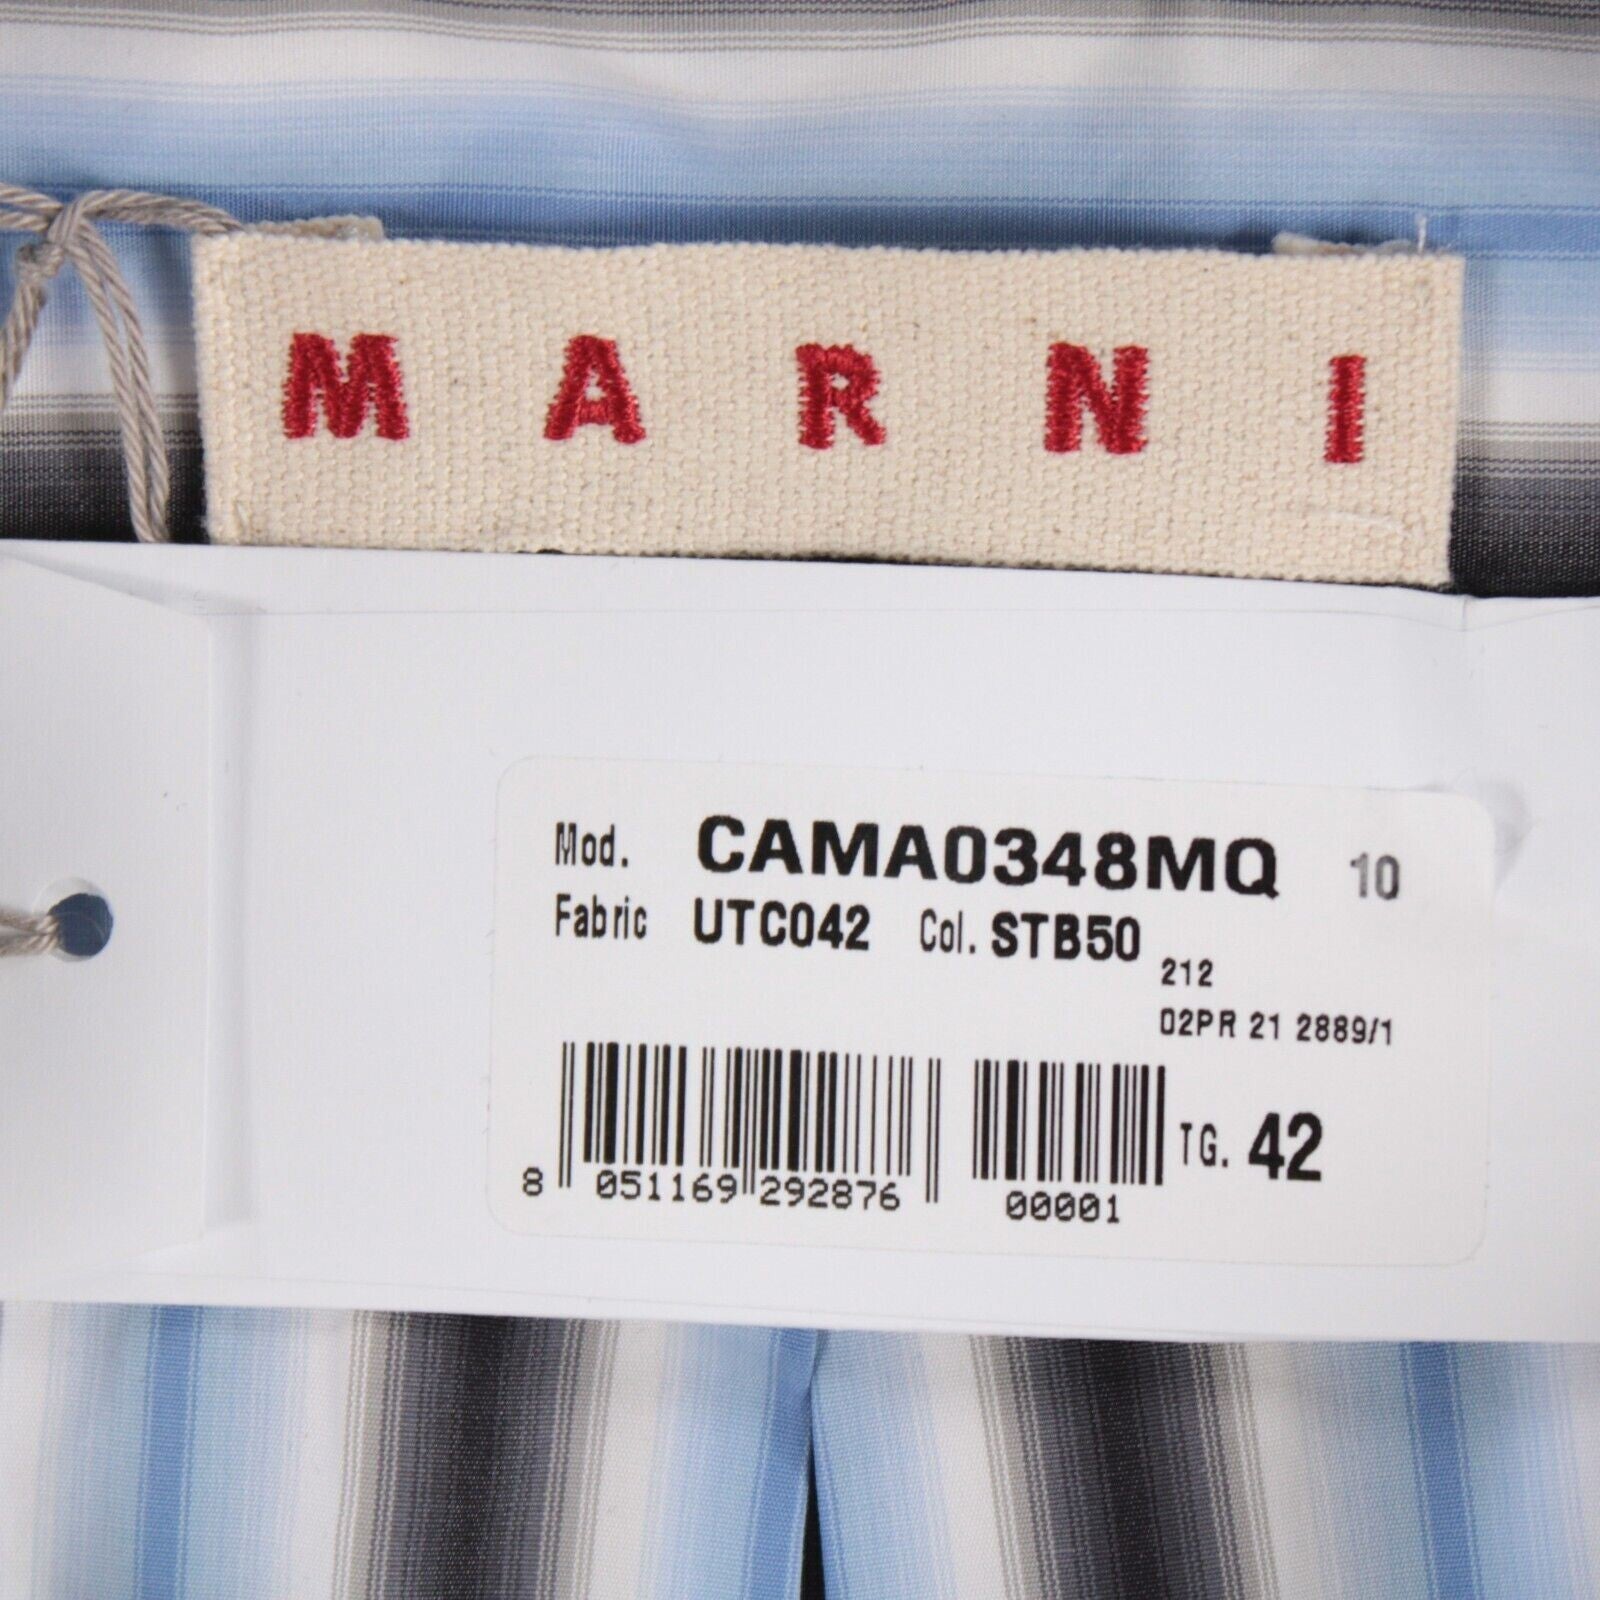 MARNI
Mod. CAMA0348MQ 10
Fabric UTC042 Col. STB50
212
02PR 21 2889/1
TG. 42
8 051169 292876 00001